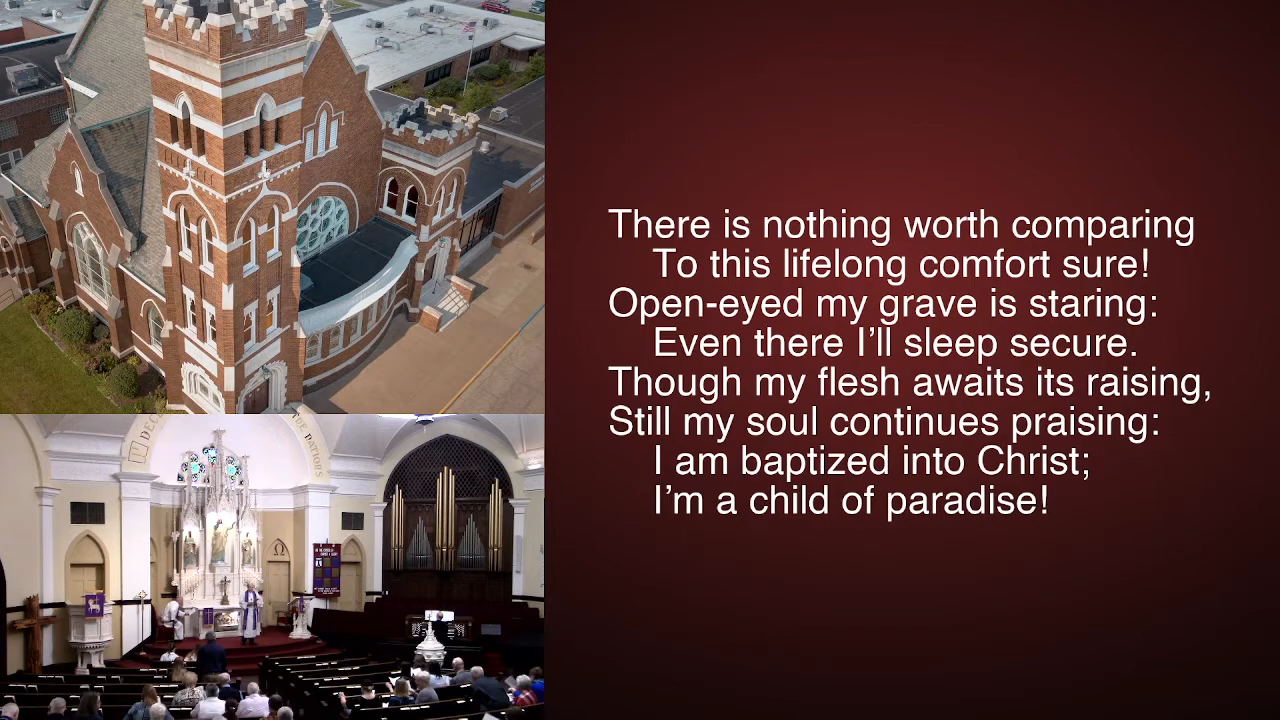 There is nothing worth comparing
To this lifelong comfort sure!
Open-eyed my grave is staring:
Even there I’ll sleep secure.
Though my flesh awaits its raising,
Still my soul continues praising:
I am baptized into Christ;
I’m a child of paradise!